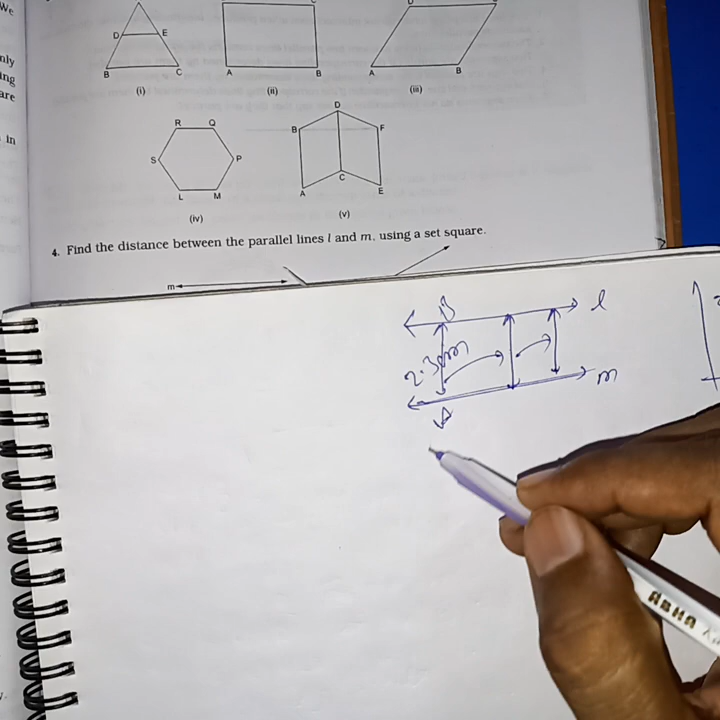 We
nly
ing
are
in
D E
B C
A B
A B
(i) (ii) (iii)
R Q
S P
L M
D
B F
C
A E
(iv) (v)
4. Find the distance between the parallel lines l and m, using a set square.
m
B l
2.3cm
m
A
ABHA